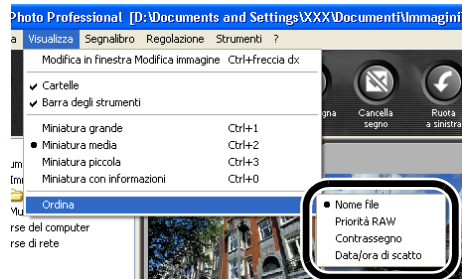 Photo Professional [D:\Documents and Settings\XXX\Documenti\Immagini
a Visualizza Segnalibro Regolazione Strumenti ?
Modifica in finestra Modifica immagine Ctrl+freccia dx
Cartelle
Barra degli strumenti
Miniatura grande Ctrl+1
Miniatura media Ctrl+2
Miniatura piccola Ctrl+3
Miniatura con informazioni Ctrl+0
Ordina
Nome file
Priorità RAW
Contrassegno
Data/ora di scatto
gna
Cancella
segno
Ruota
a sinistra
rse del computer
rse di rete